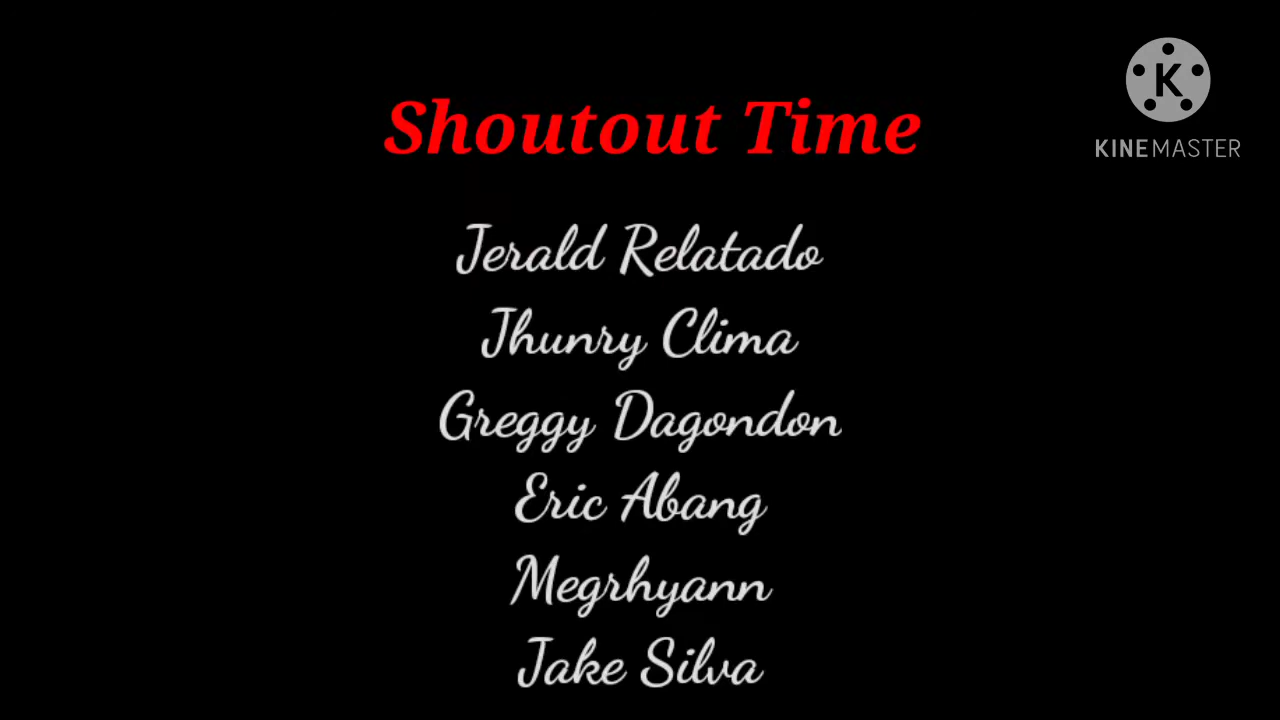 Shoutout Time
K
KINEMASTER
Jerald Relatado
Jhunry Clima
Greggy Dagondon
Eric Abang
Megrhyann
Jake Silva